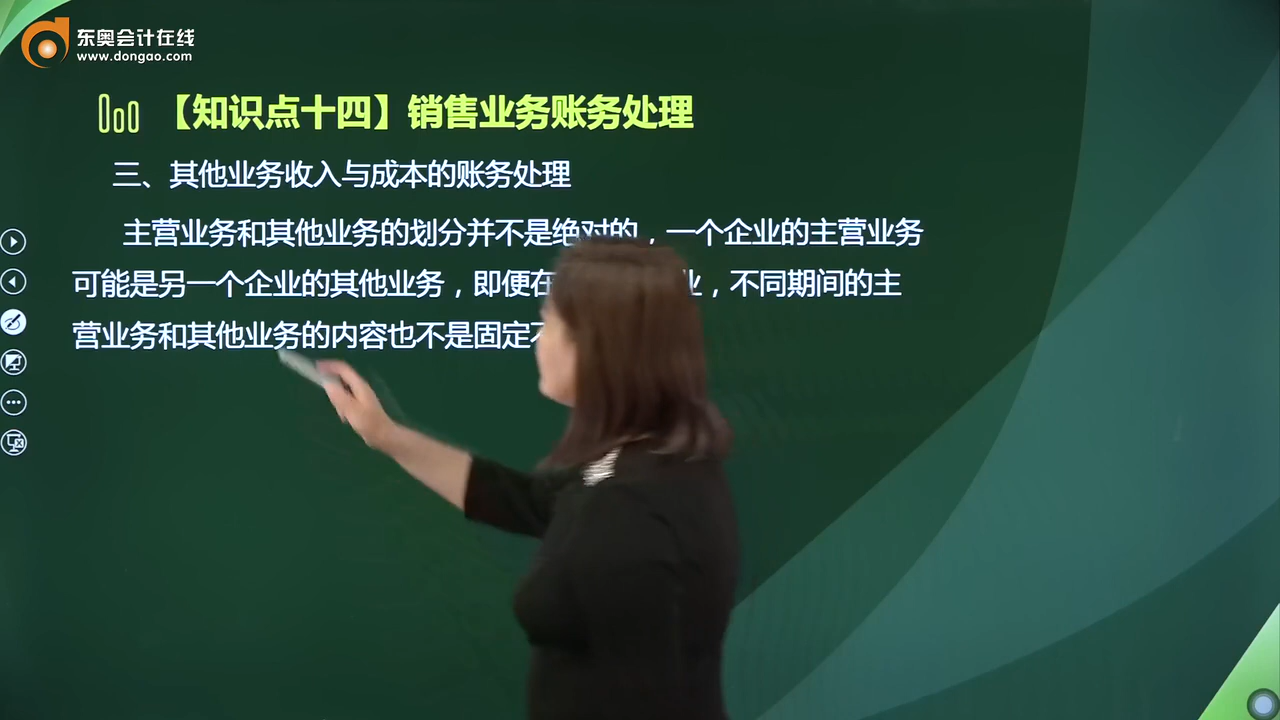 东奥会计在线
www.dongao.com
【知识点十四】销售业务账务处理
三、其他业务收入与成本的账务处理
主营业务和其他业务的划分并不是绝对的，一个企业的主营业务
可能是另一个企业的其他业务，即便在 业，不同期间的主
营业务和其他业务的内容也不是固定不